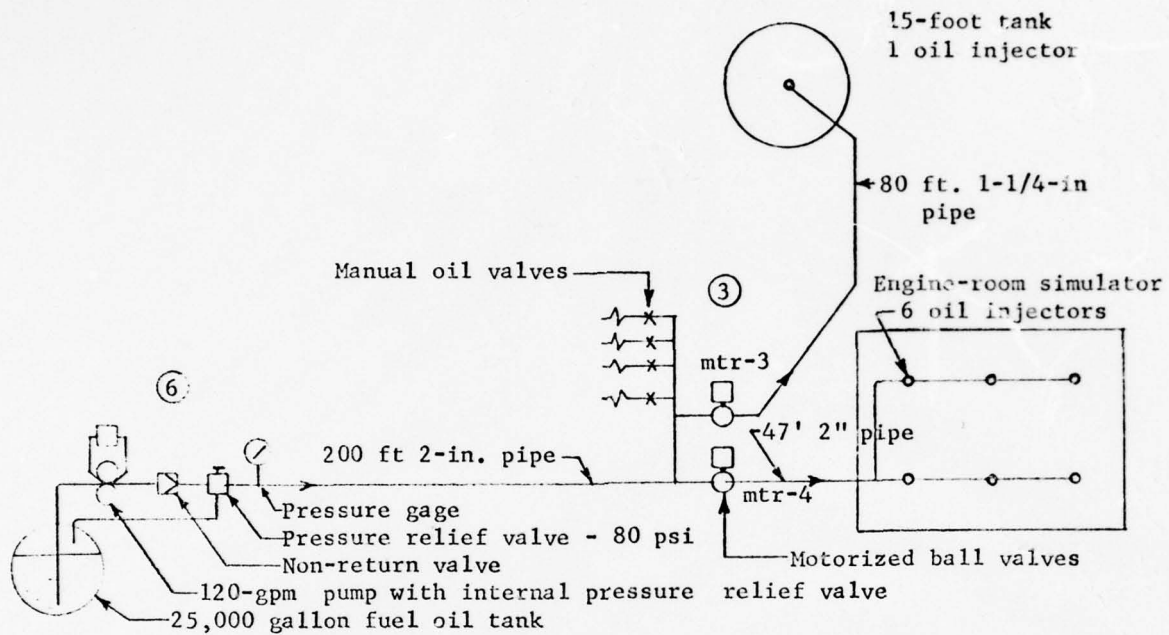 15-foot tank
1 oil injector
80 ft. 1-1/4-in
pipe
Manual oil valves
3
Engine-room simulator
6 oil injectors
mtr-3
6
47' 2" pipe
200 ft 2-in. pipe
mtr-4
Pressure gage
Pressure relief valve - 80 psi
Motorized ball valves
Non-return valve
120-gpm pump with internal pressure relief valve
25,000 gallon fuel oil tank